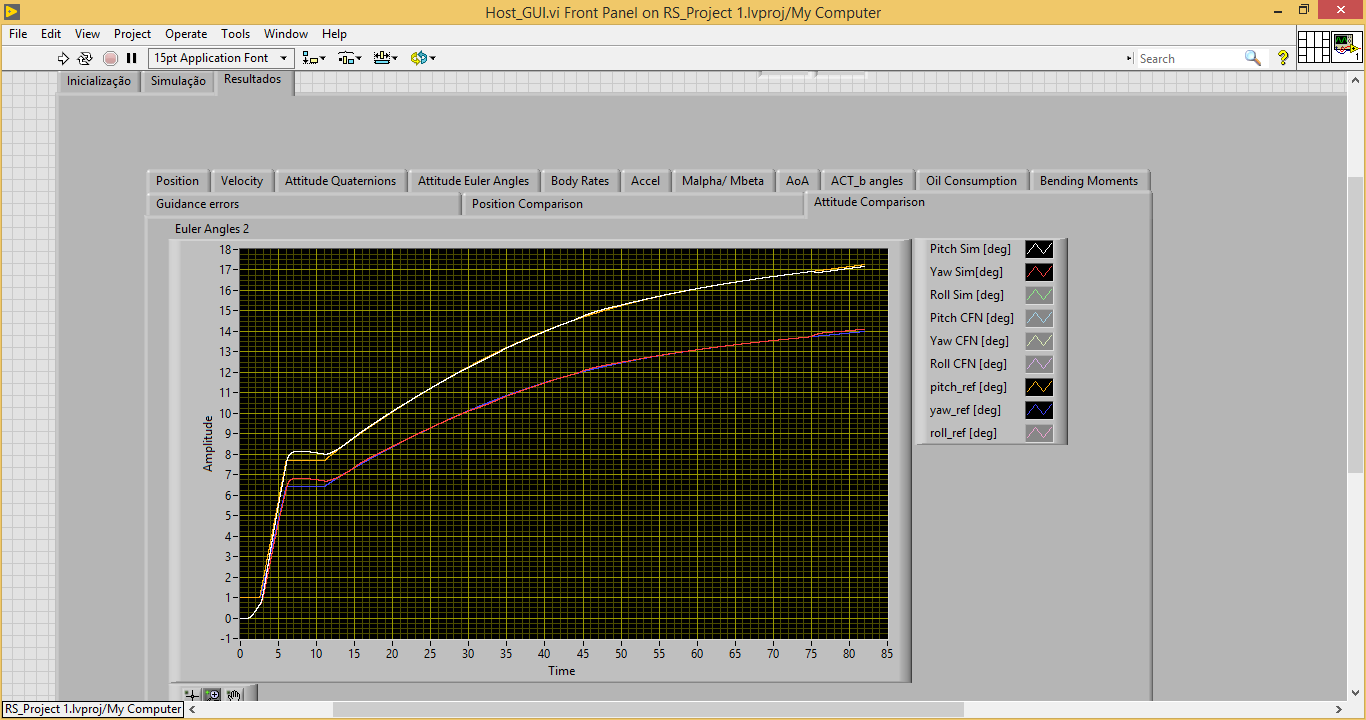 Host_GUI.vi Front Panel on RS_Project 1.lvproj/My Computer
File Edit View Project Operate Tools Window Help
15pt Application Font
Search
1
Inicialização Simulação Resultados
Position Velocity Attitude Quaternions Attitude Euler Angles Body Rates Accel Malpha/ Mbeta AoA ACT_b angles Oil Consumption Bending Moments
Guidance errors Position Comparison Attitude Comparison
Euler Angles 2
18
17
16
15
14
13
12
11
10
9
8
7
6
5
4
3
2
1
0
-1
Amplitude
0 5 10 15 20 25 30 35 40 45 50 55 60 65 70 75 80 85
Time
Pitch Sim [deg]
Yaw Sim[deg]
Roll Sim [deg]
Pitch CFN [deg]
Yaw CFN [deg]
Roll CFN [deg]
pitch_ref [deg]
yaw_ref [deg]
roll_ref [deg]
RS_Project 1.lvproj/My Computer